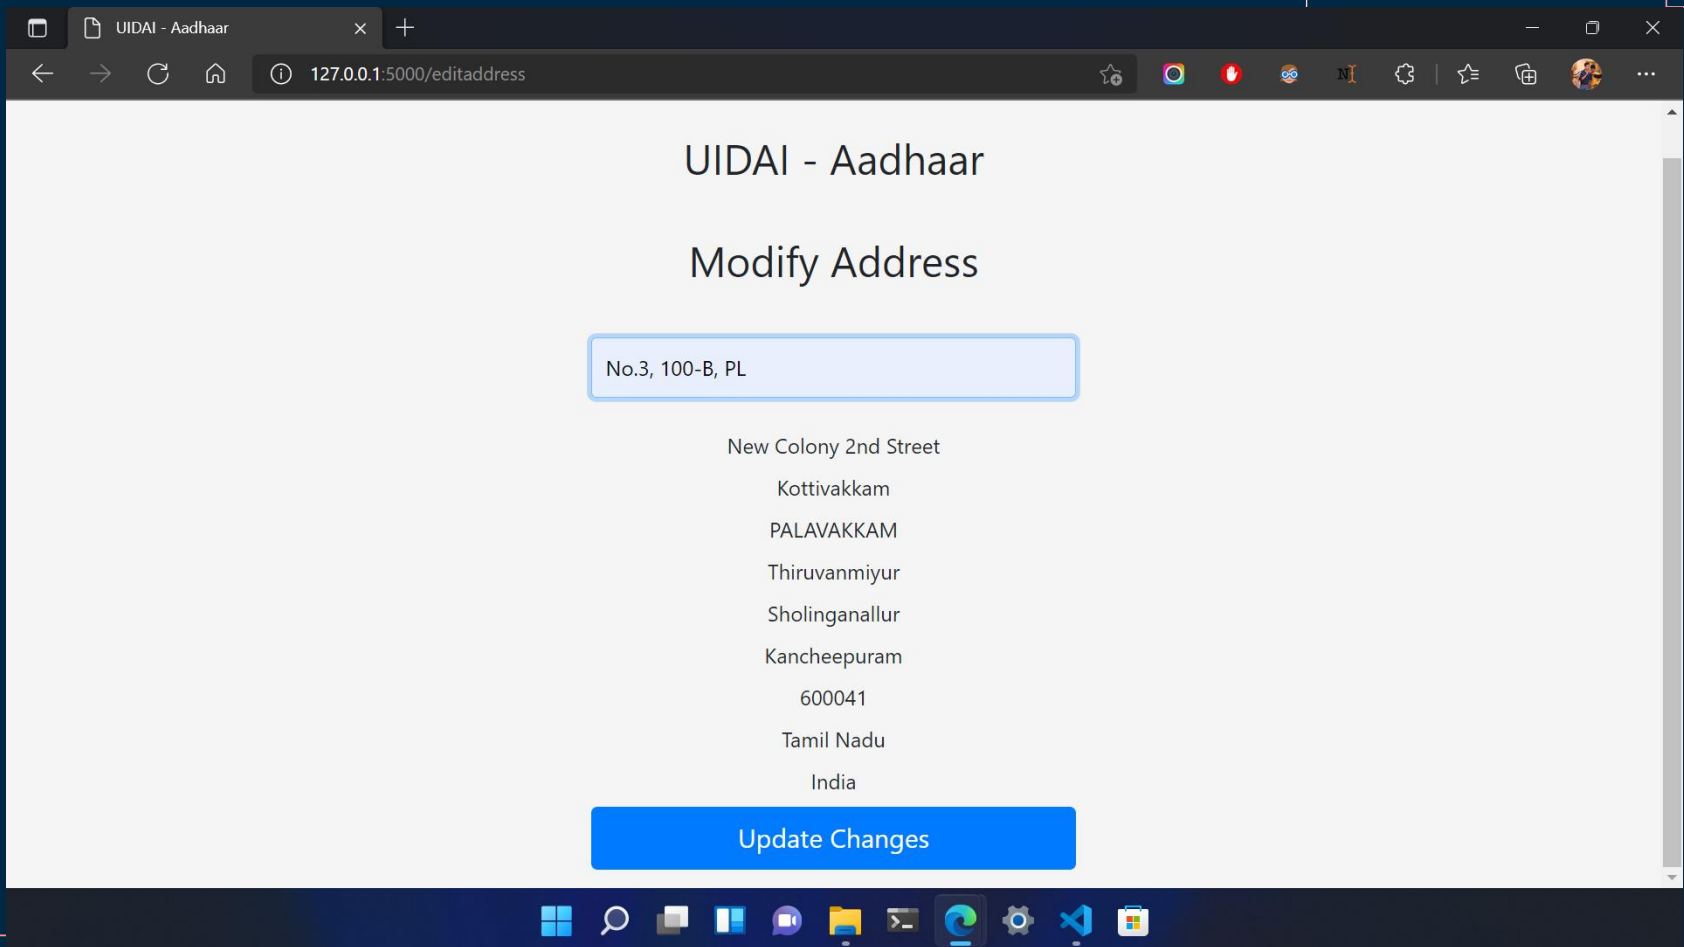 UIDAI - Aadhaar
127.0.0.1:5000/editaddress
UIDAI - Aadhaar
Modify Address
No.3, 100-B, PL
New Colony 2nd Street
Kottivakkam
PALAVAKKAM
Thiruvanmiyur
Sholinganallur
Kancheepuram
600041
Tamil Nadu
India
Update Changes